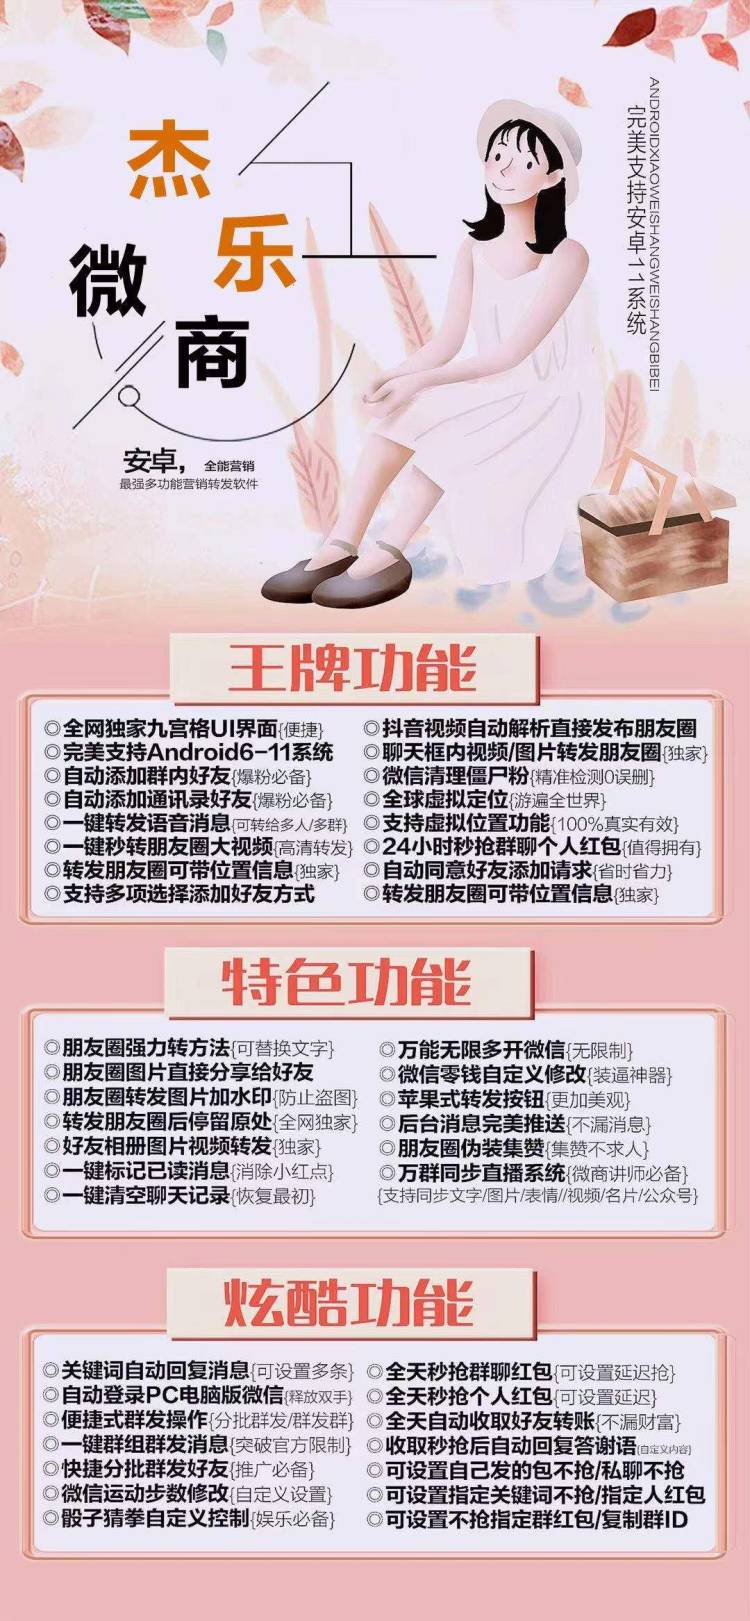 杰
乐
微
商
ANDROIDXIAOWEISHANGWEISHANGBIBEI
完美支持安卓11系统
安卓，全能营销
最强多功能营销转发软件
王牌功能
◎全网独家九宫格UI界面{便捷}
◎完美支持Android6-11系统
◎自动添加群内好友{爆粉必备}
◎自动添加通讯录好友{爆粉必备}
◎一键转发语音消息{可转给多人/多群}
◎一键秒转朋友圈大视频{高清转发}
◎转发朋友圈可带位置信息{独家}
◎支持多项选择添加好友方式
◎抖音视频自动解析直接发布朋友圈
◎聊天框内视频/图片转发朋友圈{独家}
◎微信清理僵尸粉{精准检测0误删}
◎全球虚拟定位{游遍全世界}
◎支持虚拟位置功能{100%真实有效}
◎24小时秒抢群聊个人红包{值得拥有}
◎自动同意好友添加请求{省时省力}
◎转发朋友圈可带位置信息{独家}
特色功能
◎朋友圈强力转方法{可替换文字}
◎朋友圈图片直接分享给好友
◎朋友圈转发图片加水印{防止盗图}
◎转发朋友圈后停留原处{全网独家}
◎好友相册图片视频转发{独家}
◎一键标记已读消息{消除小红点}
◎一键清空聊天记录{恢复最初}
◎万能无限多开微信{无限制}
◎微信零钱自定义修改{装逼神器}
◎苹果式转发按钮{更加美观}
◎后台消息完美推送{不漏消息}
◎朋友圈伪装集赞{集赞不求人}
◎万群同步直播系统{微商讲师必备}
{支持同步文字/图片/表情//视频/名片/公众号}
炫酷功能
◎关键词自动回复消息{可设置多条}
◎自动登录PC电脑版微信{释放双手}
◎便捷式群发操作{分批群发/群发群}
◎一键群组群发消息{突破官方限制}
◎快捷分批群发好友{推广必备}
◎微信运动步数修改{自定义设置}
◎骰子猜拳自定义控制{娱乐必备}
◎全天秒抢群聊红包{可设置延迟抢}
◎全天秒抢个人红包{可设置延迟}
◎全天自动收取好友转账{不漏财富}
◎收取秒抢后自动回复答谢语{自定义内容}
◎可设置自己发的包不抢/私聊不抢
◎可设置指定关键词不抢/指定人红包
◎可设置不抢指定群红包/复制群ID